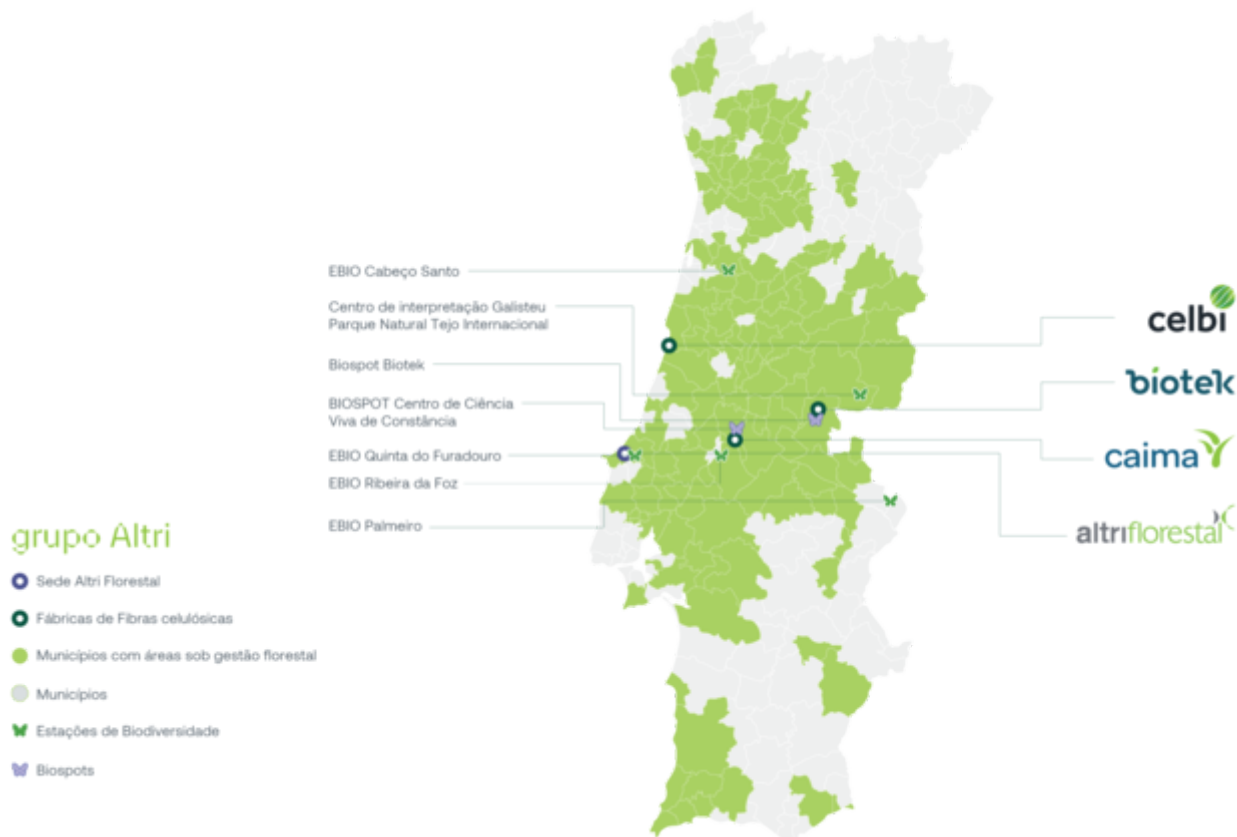 EBIO Cabeço Santo
Centro de interpretação Galisteu
Parque Natural Tejo Internacional
Biospot Biotek
BIOSPOT Centro de Ciência
Viva de Constância
EBIO Quinta do Furadouro
EBIO Ribeira da Foz
EBIO Palmeiro
celbi
biotek
caima
altriflorestal
grupo Altri
Sede Altri Florestal
Fábricas de Fibras celulósicas
Municípios com áreas sob gestão florestal
Municípios
Estações de Biodiversidade
Biospots